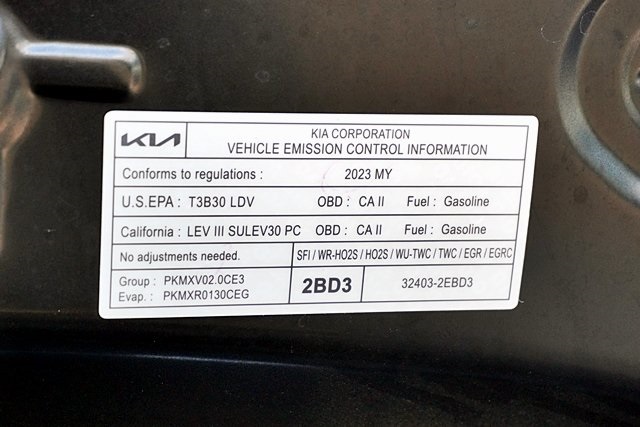 KIA
KIA CORPORATION
VEHICLE EMISSION CONTROL INFORMATION
Conforms to regulations : 2023 MY
U.S.EPA : T3B30 LDV OBD : CA II Fuel : Gasoline
California : LEV III SULEV30 PC OBD : CA II Fuel : Gasoline
No adjustments needed. SFI / WR-HO2S / HO2S / WU-TWC / TWC / EGR / EGRC
Group : PKMXV02.0CE3
Evap. : PKMXR0130CEG
2BD3 32403-2EBD3